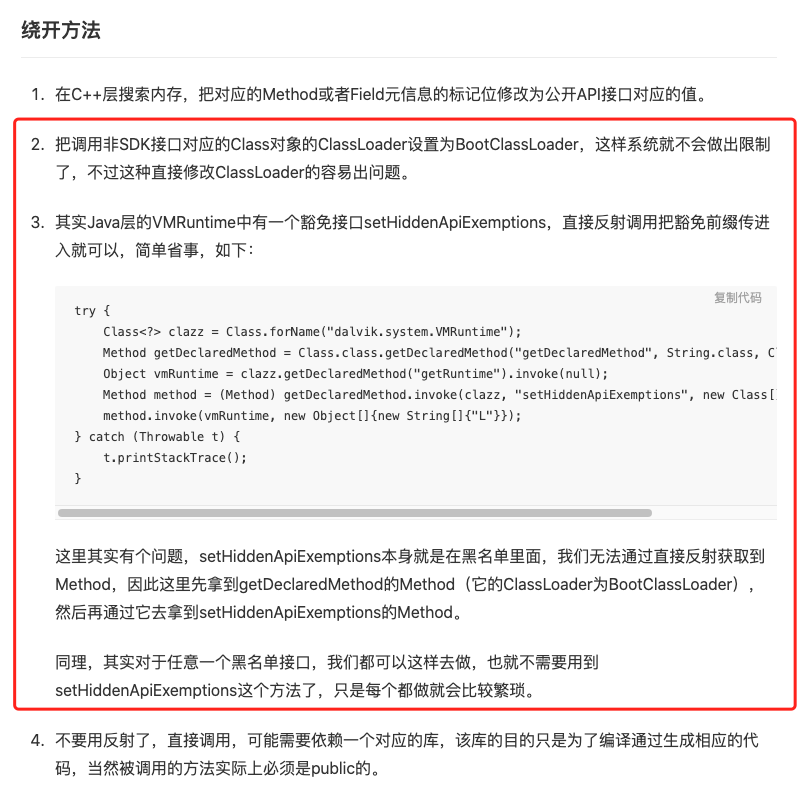 绕开方法
1. 在C++层搜索内存，把对应的Method或者Field元信息的标记位修改为公开API接口对应的值。
2. 把调用非SDK接口对应的Class对象的ClassLoader设置为BootClassLoader，这样系统就不会做出限制
了，不过这种直接修改ClassLoader的容易出问题。
3. 其实Java层的VMRuntime中有一个豁免接口setHiddenApiExemptions，直接反射调用把豁免前缀传进
入就可以，简单省事，如下：
复制代码
try {
    Class<?> clazz = Class.forName("dalvik.system.VMRuntime");
    Method getDeclaredMethod = Class.class.getDeclaredMethod("getDeclaredMethod", String.class, C
    Object vmRuntime = clazz.getDeclaredMethod("getRuntime").invoke(null);
    Method method = (Method) getDeclaredMethod.invoke(clazz, "setHiddenApiExemptions", new Class[
    method.invoke(vmRuntime, new Object[]{new String[]{"L"}});
} catch (Throwable t) {
    t.printStackTrace();
}
这里其实有个问题，setHiddenApiExemptions本身就是在黑名单里面，我们无法通过直接反射获取到
Method，因此这里先拿到getDeclaredMethod的Method（它的ClassLoader为BootClassLoader），
然后再通过它去拿到setHiddenApiExemptions的Method。
同理，其实对于任意一个黑名单接口，我们都可以这样去做，也就不需要用到
setHiddenApiExemptions这个方法了，只是每个都做就会比较繁琐。
4. 不要用反射了，直接调用，可能需要依赖一个对应的库，该库的目的只是为了编译通过生成相应的代
码，当然被调用的方法实际上必须是public的。